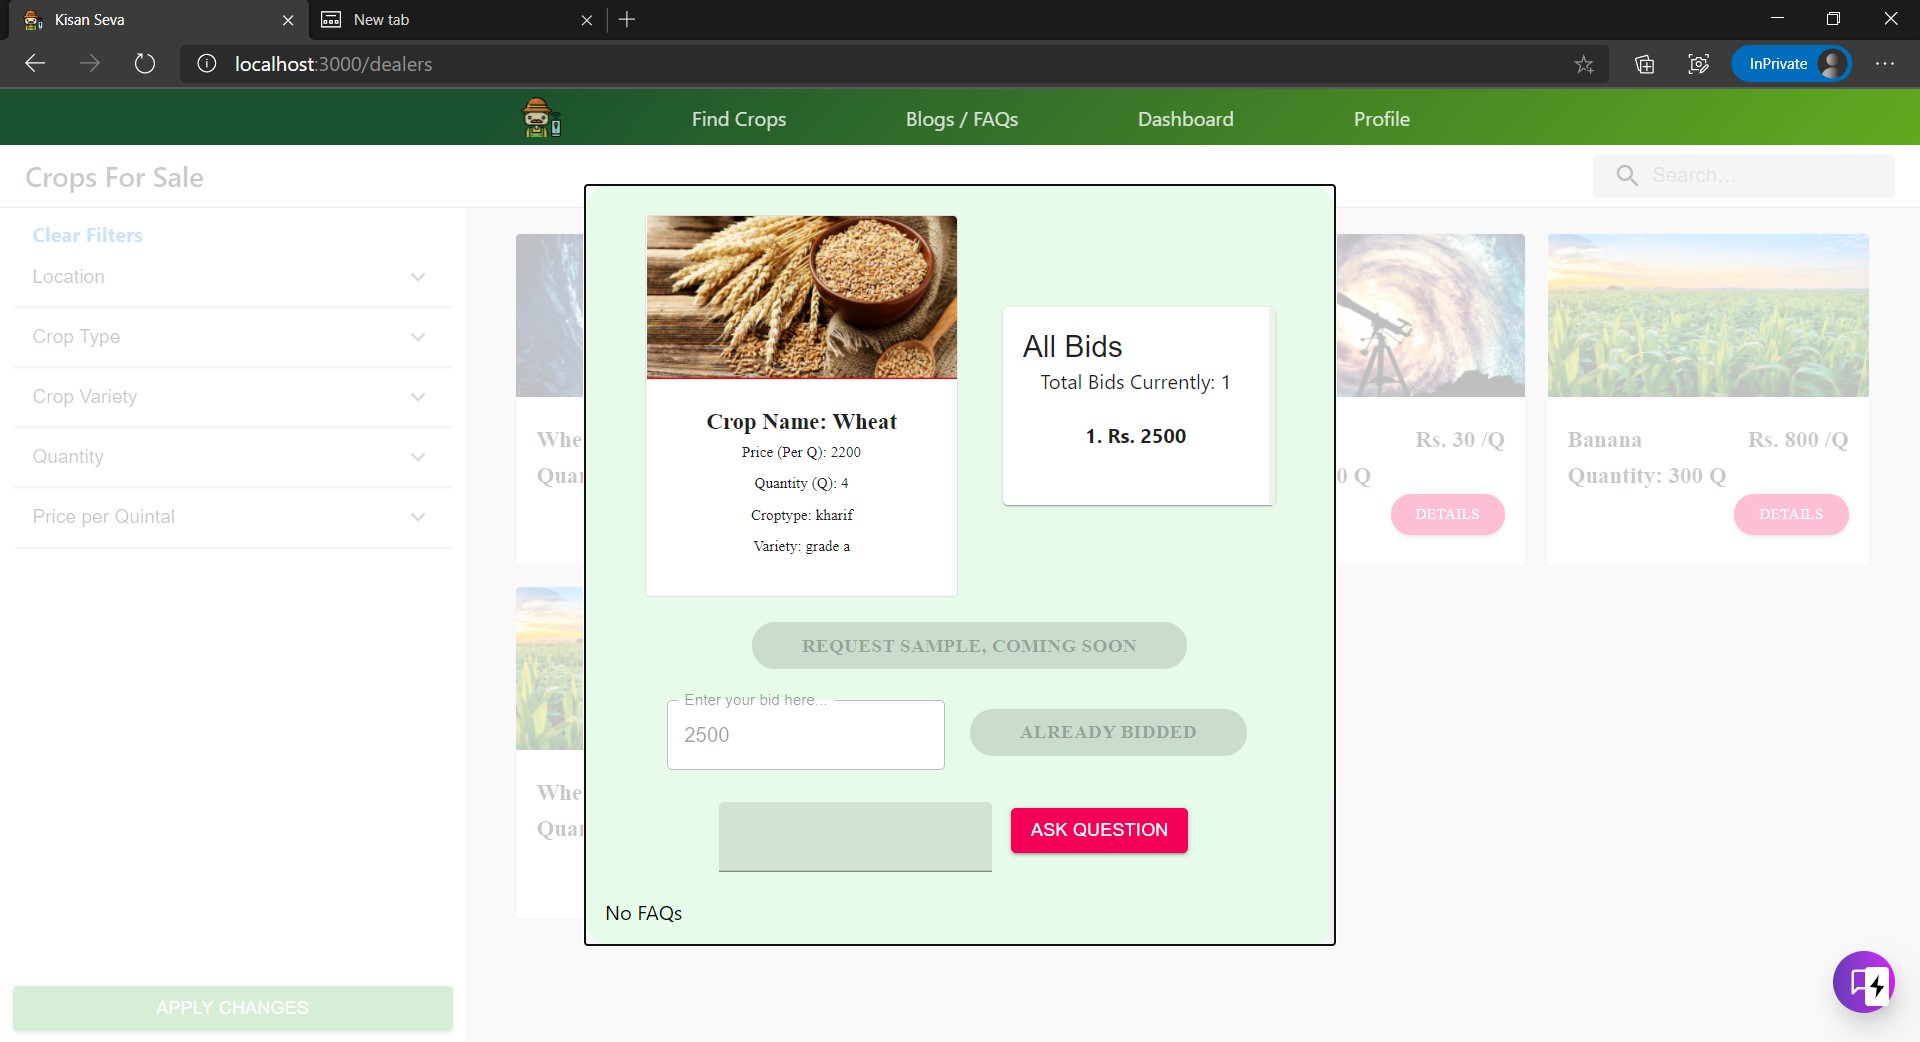 Kisan Seva
New tab
localhost:3000/dealers
InPrivate
Find Crops
Blogs / FAQs
Dashboard
Profile
Crops For Sale
Search...
Clear Filters
Location
Crop Type
Crop Variety
Quantity
Price per Quintal
APPLY CHANGES
Whe
Quan
Crop Name: Wheat
Price (Per Q): 2200
Quantity (Q): 4
Croptype: kharif
Variety: grade a
All Bids
Total Bids Currently: 1
1. Rs. 2500
Rs. 30 /Q
0 Q
DETAILS
Banana
Rs. 800 /Q
Quantity: 300 Q
DETAILS
REQUEST SAMPLE, COMING SOON
Enter your bid here...
2500
ALREADY BIDDED
ASK QUESTION
Whe
Quan
No FAQs